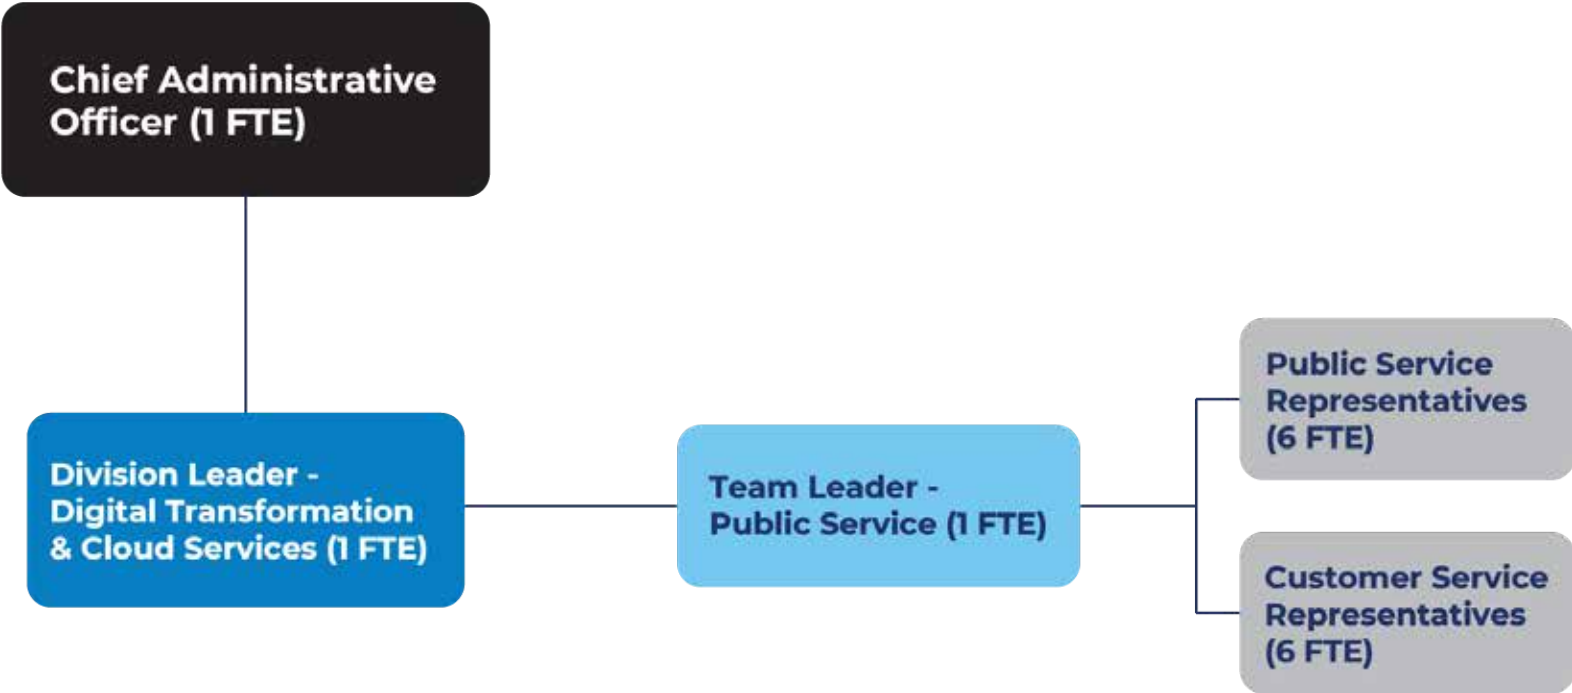 Chief Administrative
Officer (1 FTE)
Division Leader -
Digital Transformation
& Cloud Services (1 FTE)
Team Leader -
Public Service (1 FTE)
Public Service
Representatives
(6 FTE)
Customer Service
Representatives
(6 FTE)